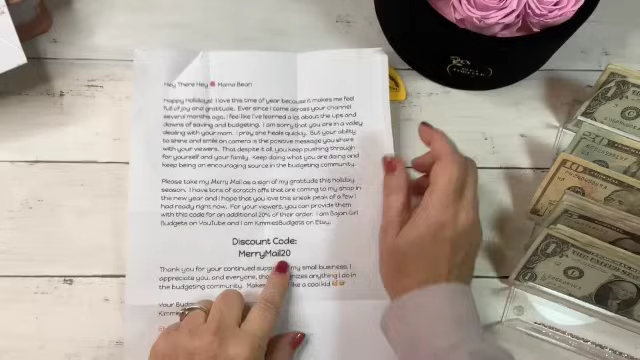 Hey There Hey Mama Bear!
Happy Holidays! I love this time of year because it makes me feel
full of joy and gratitude. Ever since I came across your channel
several months ago, I feel like I've learned a lot about the ups and
downs of saving and budgeting. I am sorry that you are in a valley
dealing with your mom. I pray she heals quickly. But your ability
to shine and smile on camera is the positive message you share
with your viewers. That despite it all, you keep pushing through
for yourself and your family. Keep doing what you are doing and
keep being an encouraging source in the budgeting community.
Please take my Merry Mail as a sign of my gratitude this holiday
season. I have tons of scratch offs that are coming to my shop in
the new year and I hope that you love this sneak peak of a few I
had ready right now. For your viewers, you can provide them
with this code for an additional 20% of their order. I am Bajan Girl
Budgets on YouTube and I am KimmiesBudgets on Etsy.
Discount Code:
MerryMail20
Thank you for your continued support my small business. I
appreciate you, and everyone, anything I do in
the budgeting community. like a cool kid
Your
Kimmie